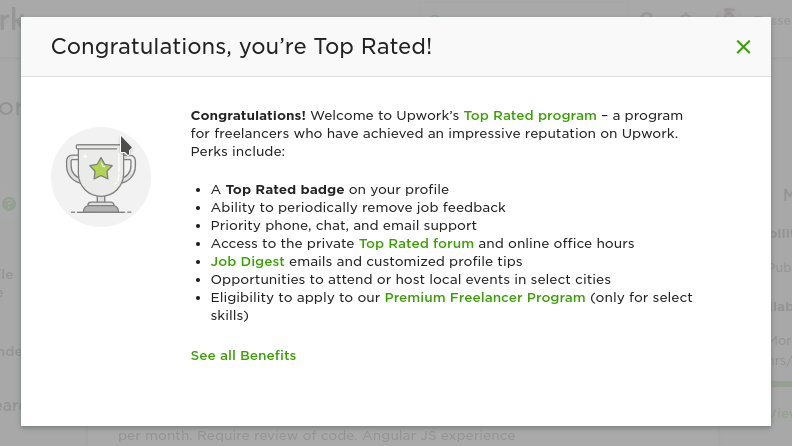 Congratulations, you're Top Rated!
Congratulations! Welcome to Upwork's Top Rated program – a program
for freelancers who have achieved an impressive reputation on Upwork.
Perks include:
• A Top Rated badge on your profile
• Ability to periodically remove job feedback
• Priority phone, chat, and email support
• Access to the private Top Rated forum and online office hours
• Job Digest emails and customized profile tips
• Opportunities to attend or host local events in select cities
• Eligibility to apply to our Premium Freelancer Program (only for select
skills)
See all Benefits
per month. Require review of code. Angular JS experience